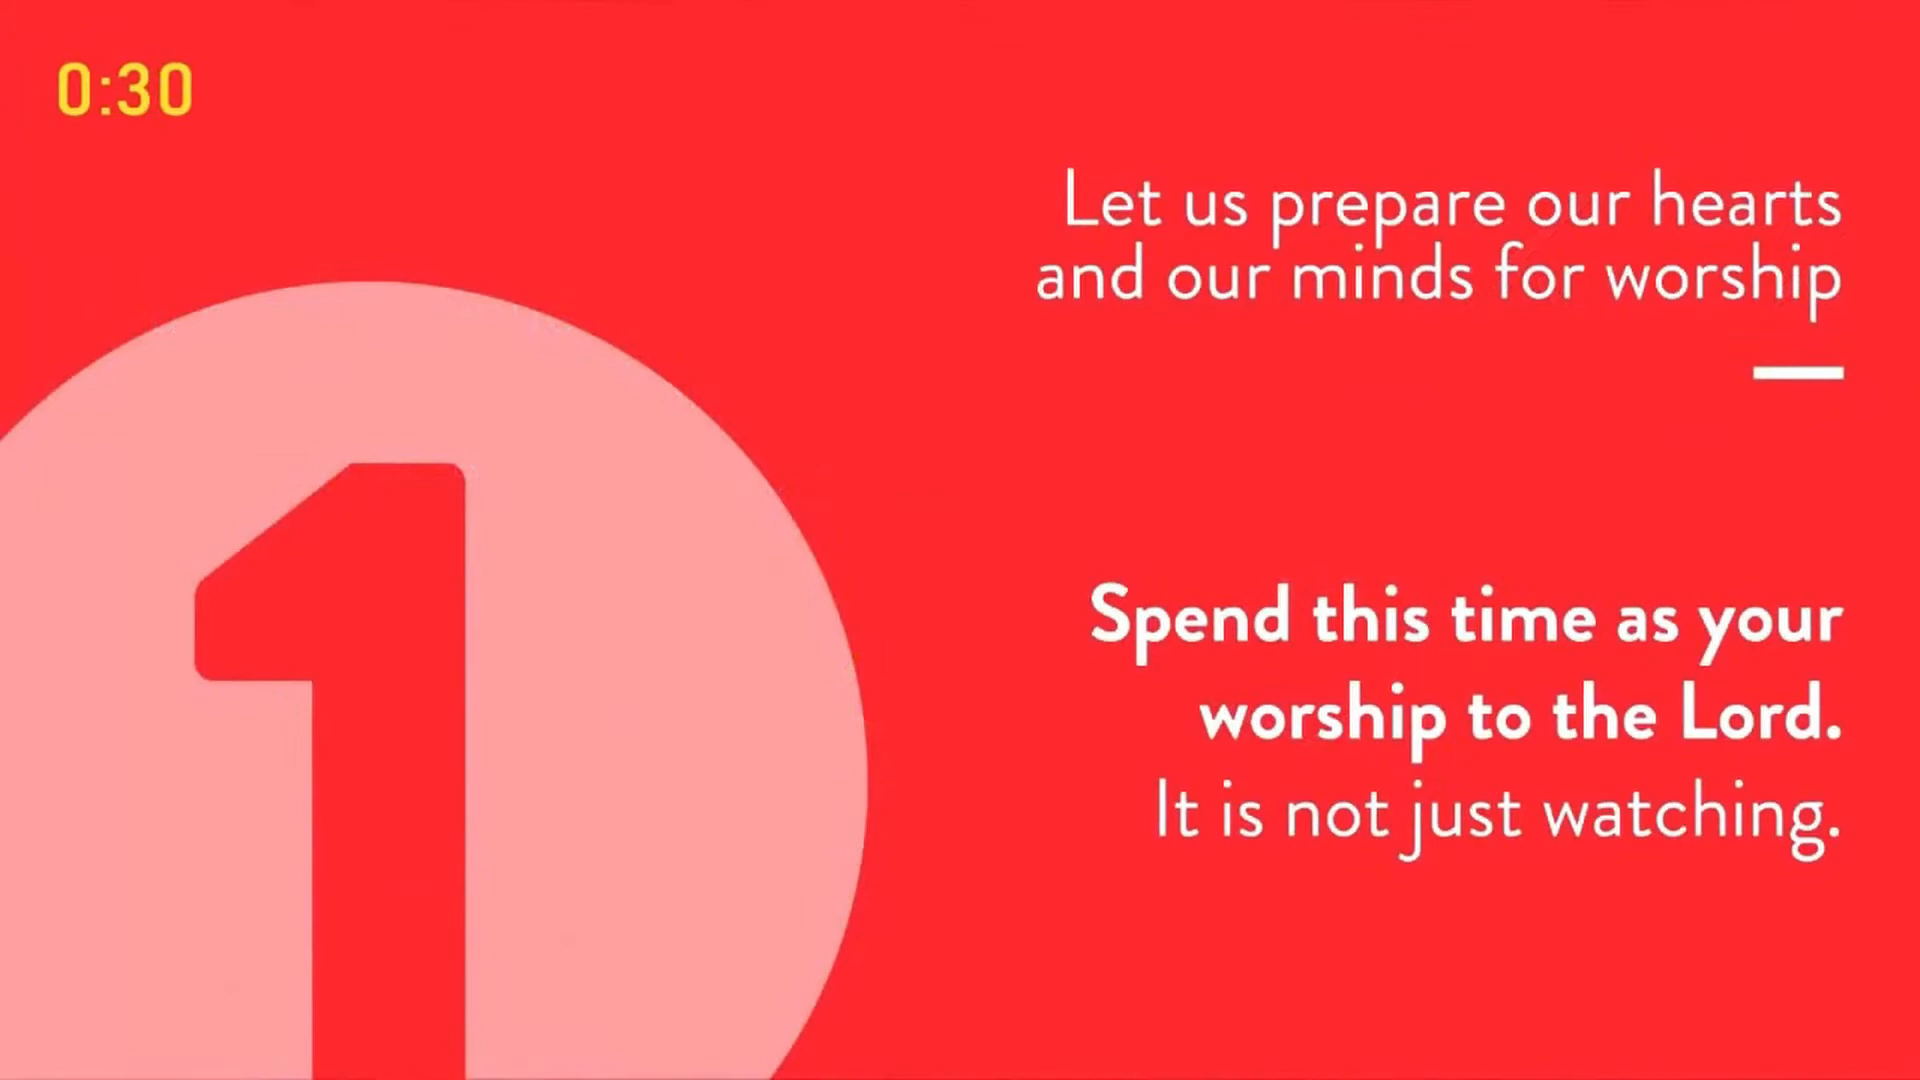 0:30
Let us prepare our hearts
and our minds for worship
1
Spend this time as your
worship to the Lord.
It is not just watching.